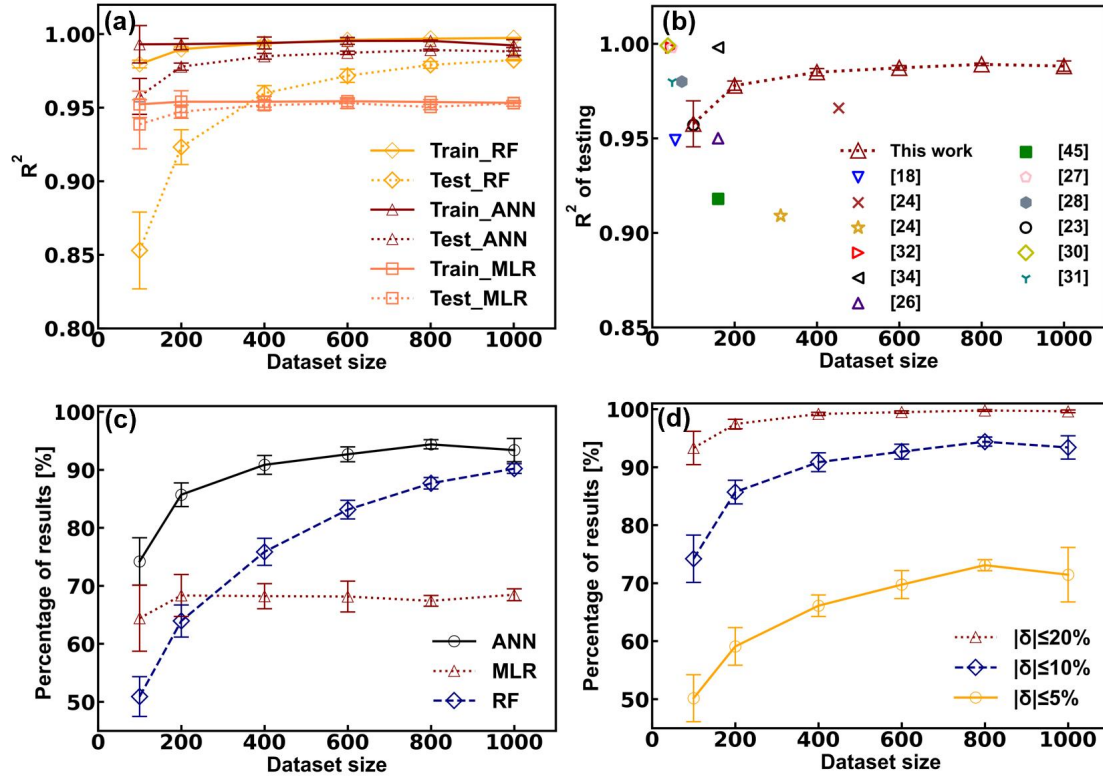 (a)
R²
1.00
0.95
0.90
0.85
0.80
Train_RF
Test_RF
Train_ANN
Test_ANN
Train_MLR
Test_MLR
0 200 400 600 800 1000
Dataset size
(b)
R² of testing
1.00
0.95
0.90
0.85
This work
[18]
[24]
[24]
[32]
[34]
[26]
[45]
[27]
[28]
[23]
[30]
[31]
0 200 400 600 800 1000
Dataset size
(c)
Percentage of results [%]
100
90
80
70
60
50
ANN
MLR
RF
0 200 400 600 800 1000
Dataset size
(d)
Percentage of results [%]
100
90
80
70
60
50
|δ|≤20%
|δ|≤10%
|δ|≤5%
0 200 400 600 800 1000
Dataset size